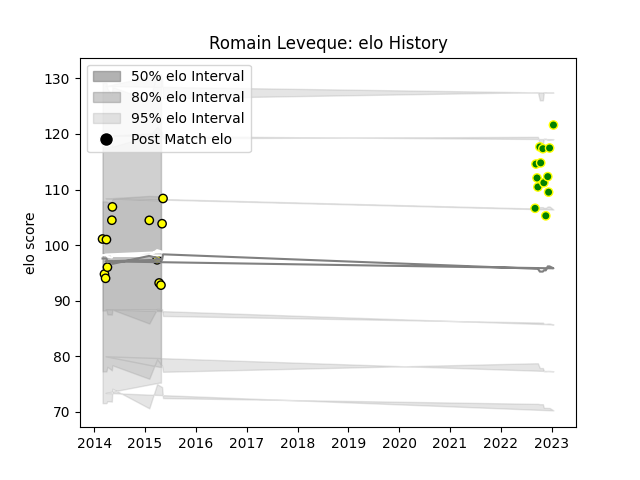 Romain Leveque: elo History
50% elo Interval
80% elo Interval
95% elo Interval
Post Match elo
elo score
130
120
110
100
90
80
70
2014 2015 2016 2017 2018 2019 2020 2021 2022 2023